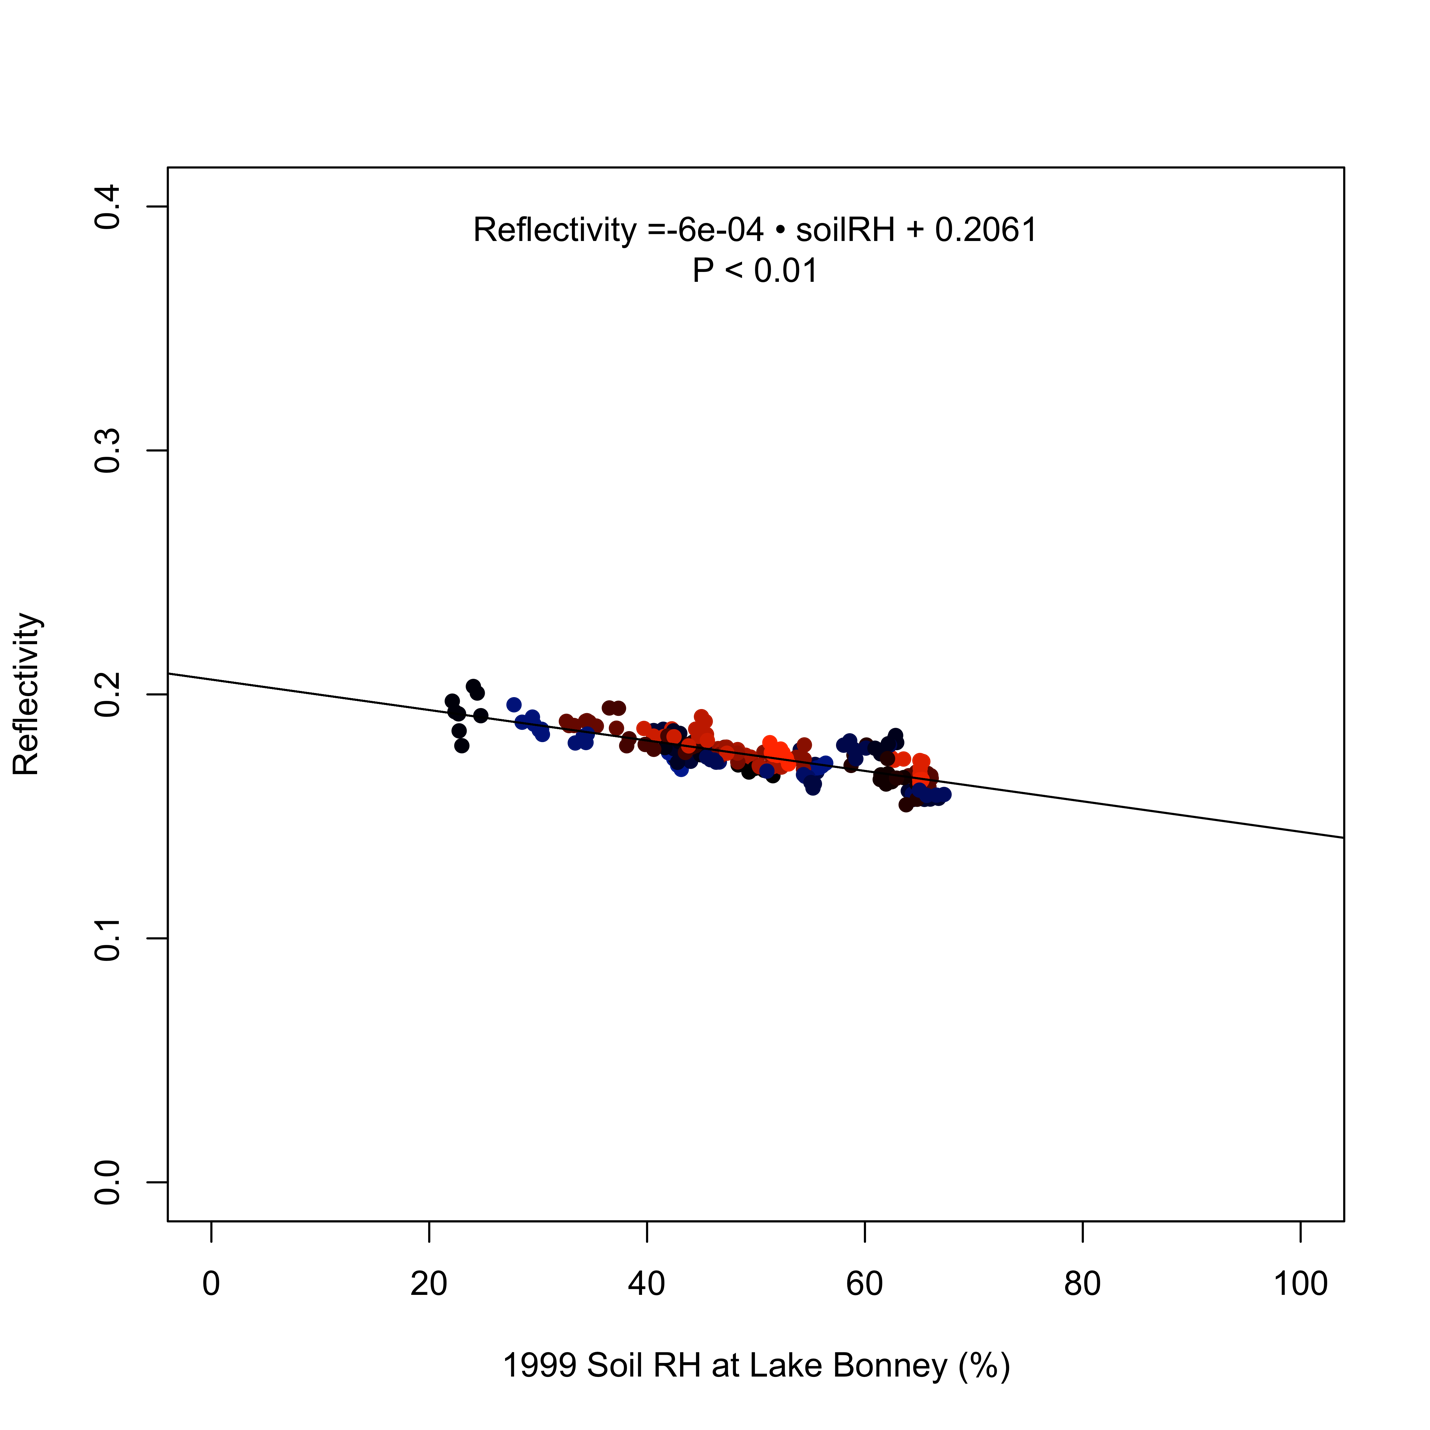 Reflectivity =-6e-04 • soilRH + 0.2061
P < 0.01
0.4
0.3
0.2
0.1
0.0
Reflectivity
0 20 40 60 80 100
1999 Soil RH at Lake Bonney (%)